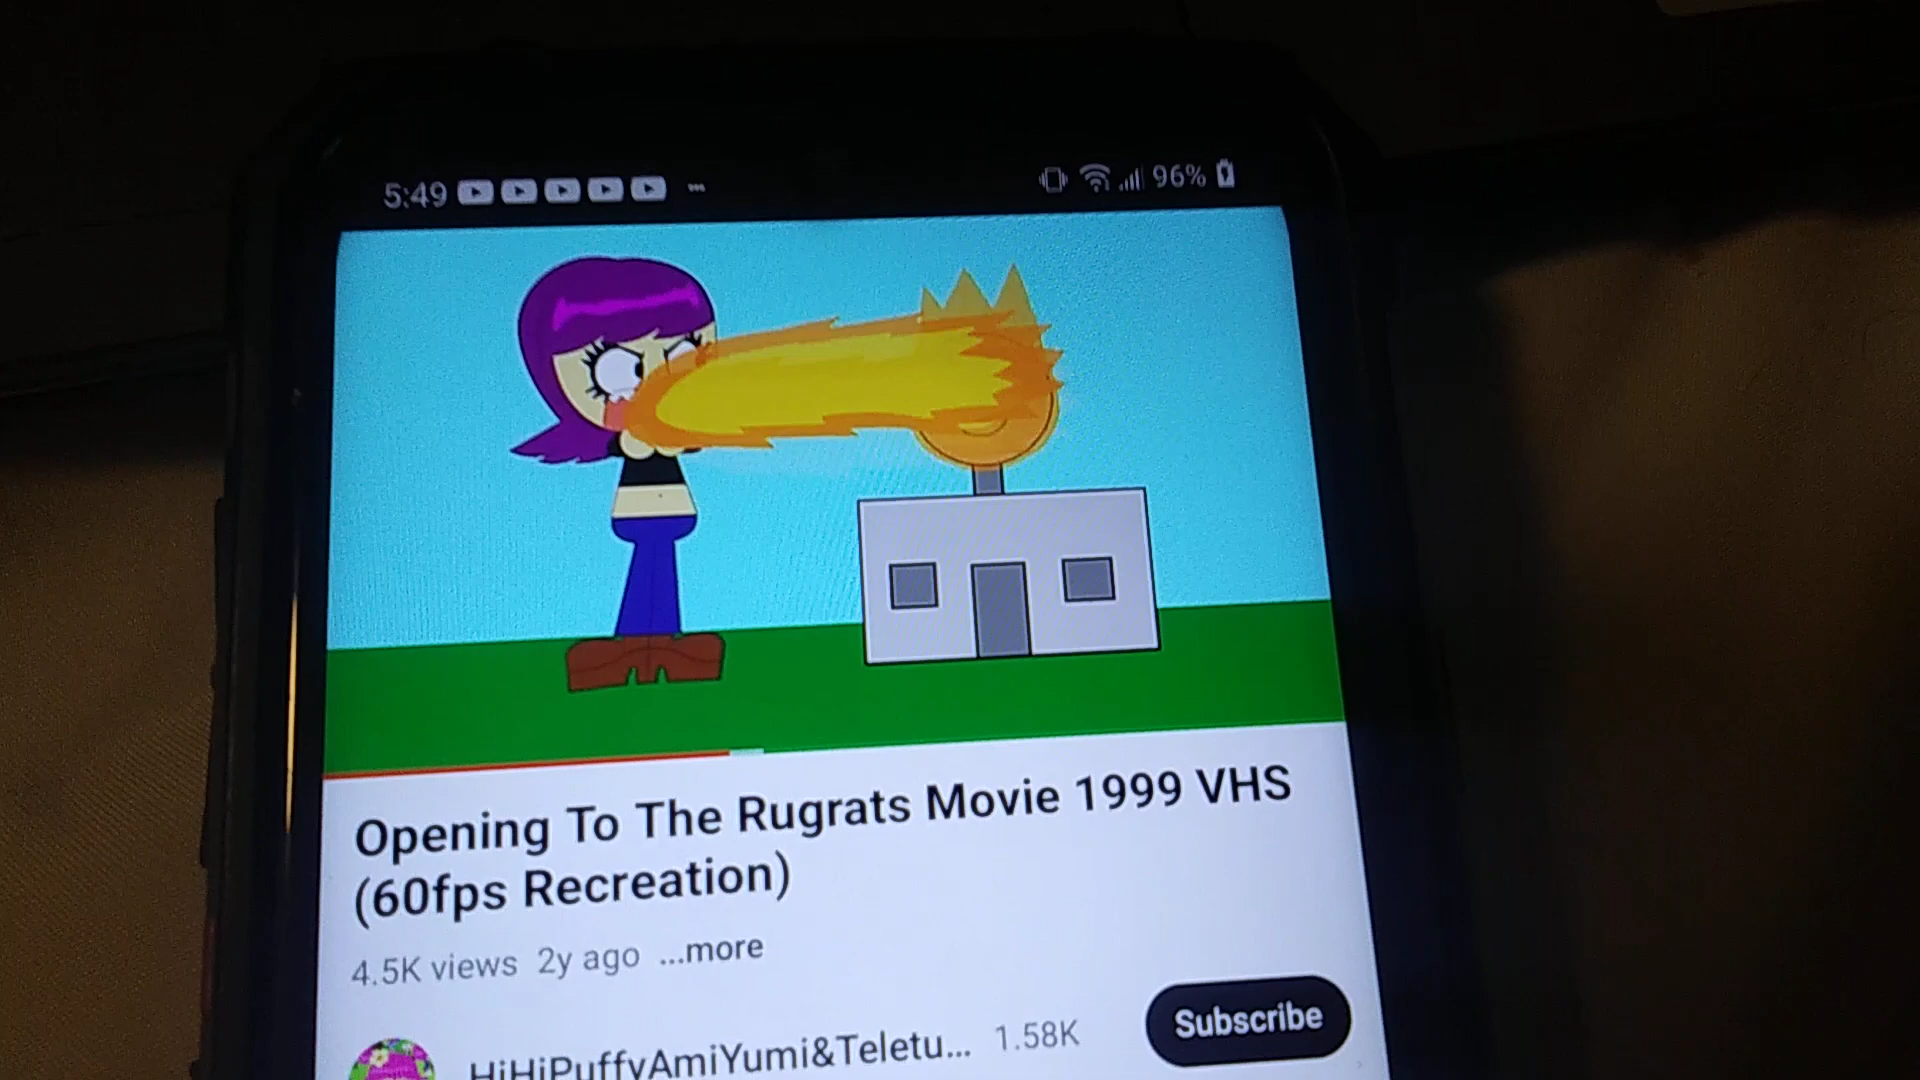 5:49 96%
Opening To The Rugrats Movie 1999 VHS
(60fps Recreation)
4.5K views 2y ago ...more
HiHiPuffyAmiYumi&Teletu... 1.58K Subscribe